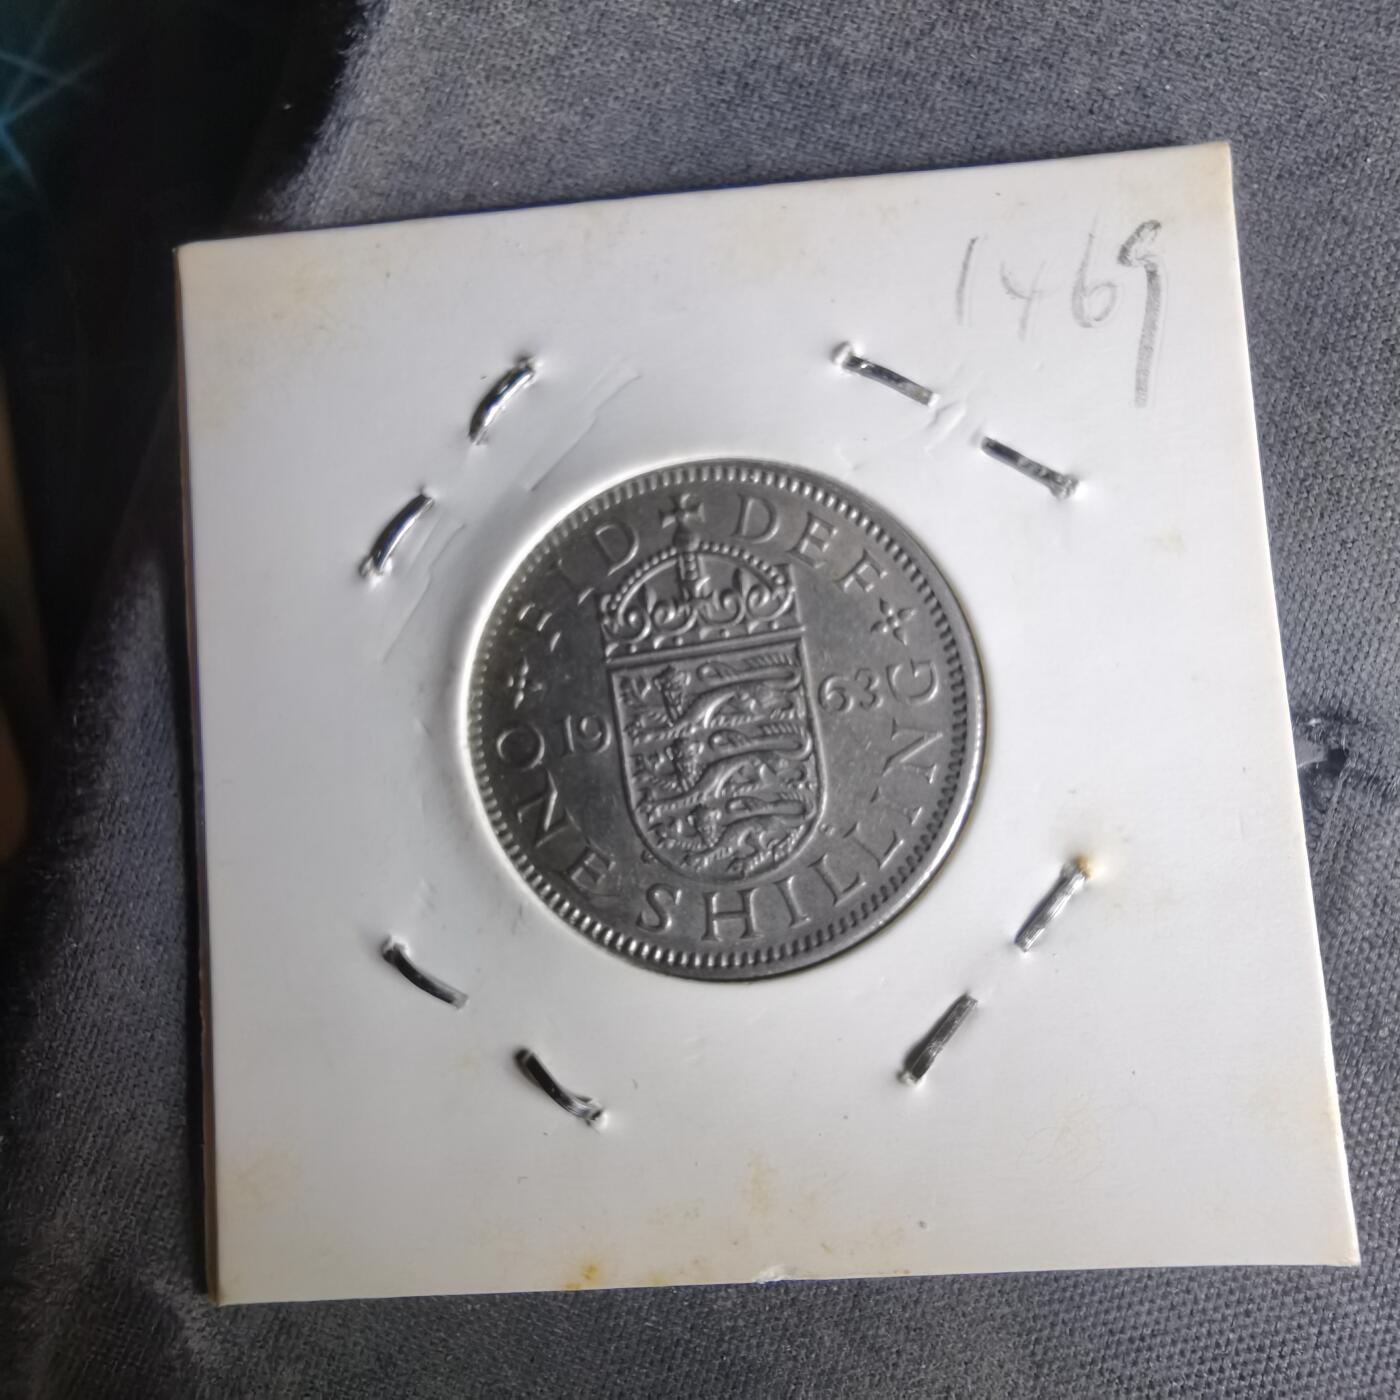 1469
FID DEF
19 63
ONE SHILLING